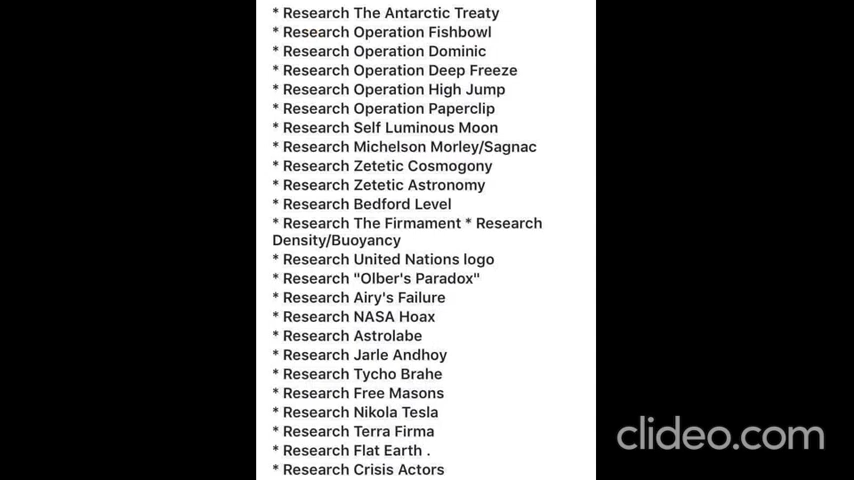 * Research The Antarctic Treaty
* Research Operation Fishbowl
* Research Operation Dominic
* Research Operation Deep Freeze
* Research Operation High Jump
* Research Operation Paperclip
* Research Self Luminous Moon
* Research Michelson Morley/Sagnac
* Research Zetetic Cosmogony
* Research Zetetic Astronomy
* Research Bedford Level
* Research The Firmament * Research
Density/Buoyancy
* Research United Nations logo
* Research "Olber's Paradox"
* Research Airy's Failure
* Research NASA Hoax
* Research Astrolabe
* Research Jarle Andhoy
* Research Tycho Brahe
* Research Free Masons
* Research Nikola Tesla
* Research Terra Firma
* Research Flat Earth .
* Research Crisis Actors
clideo.com